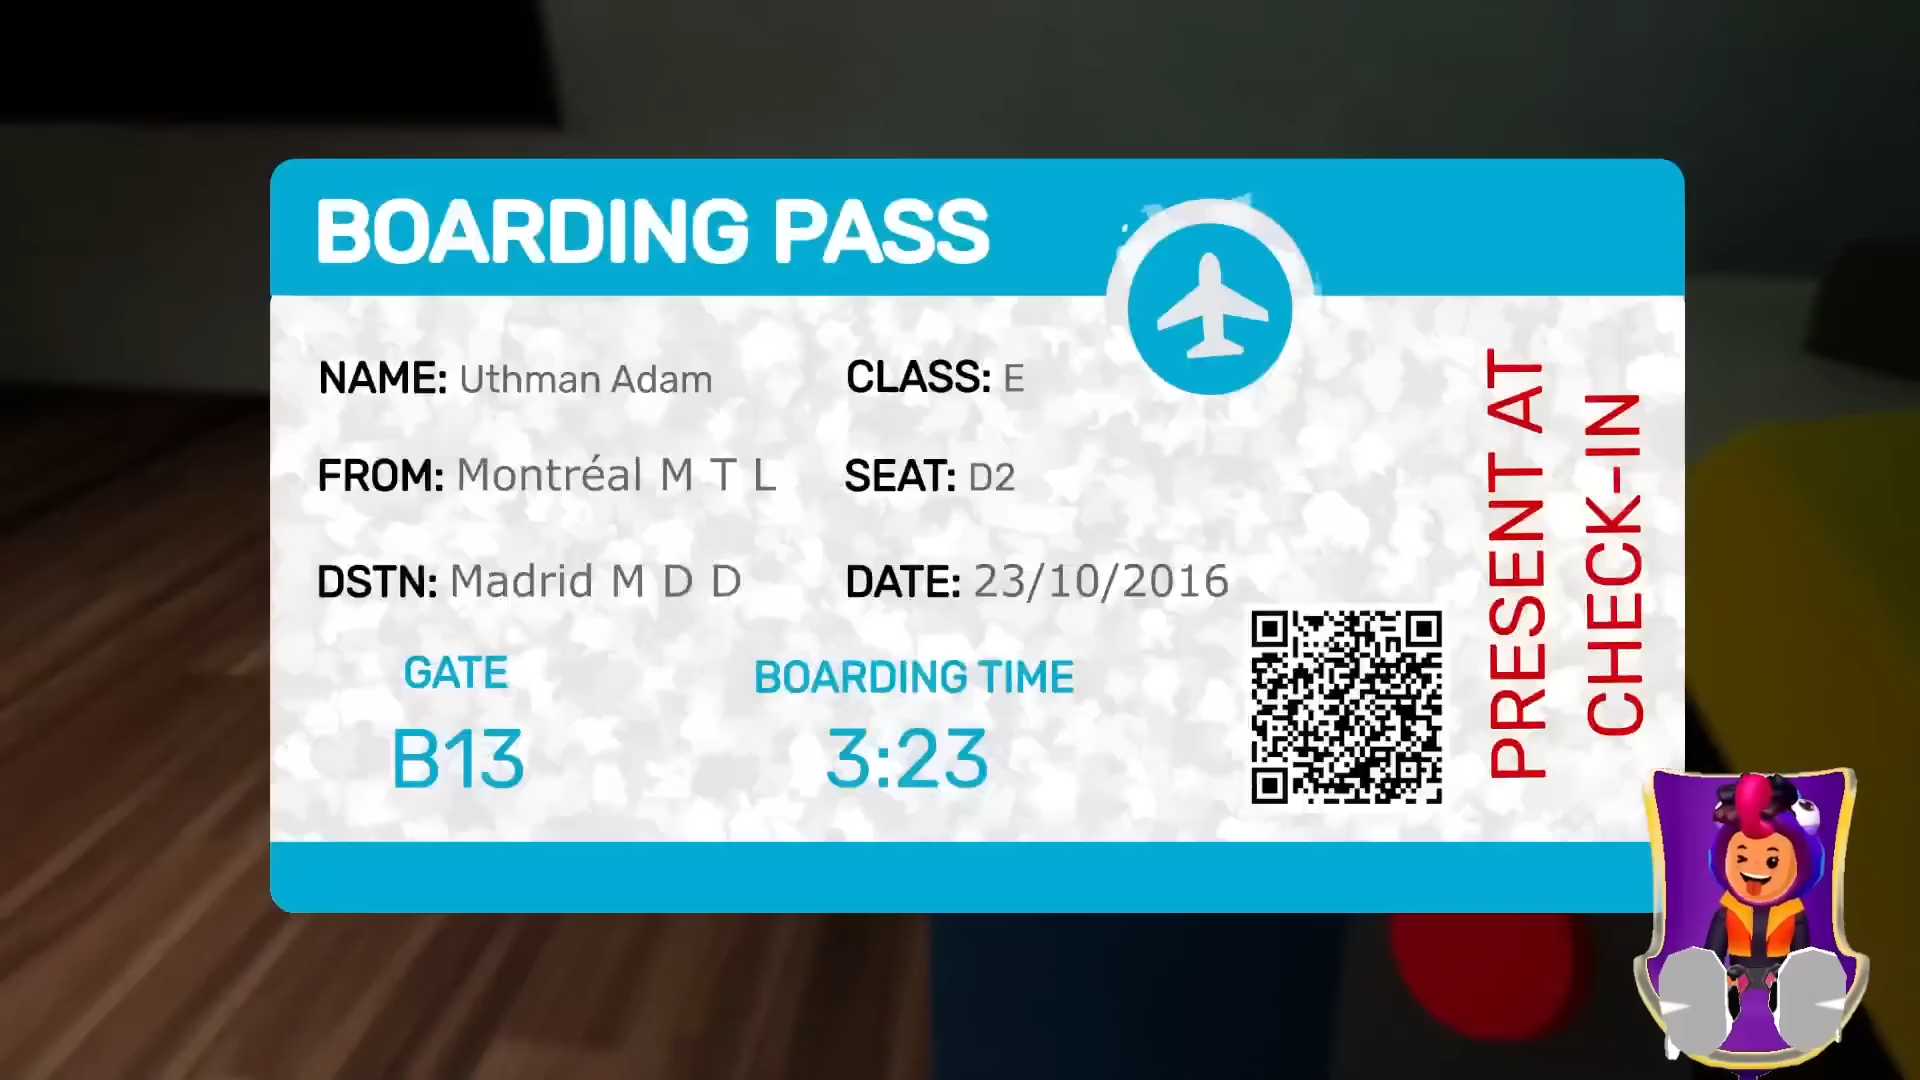 BOARDING PASS
NAME: Uthman Adam
CLASS: E
FROM: Montréal M T L
SEAT: D2
DSTN: Madrid M D D
DATE: 23/10/2016
GATE
BOARDING TIME
B13
3:23
PRESENT AT
CHECK-IN